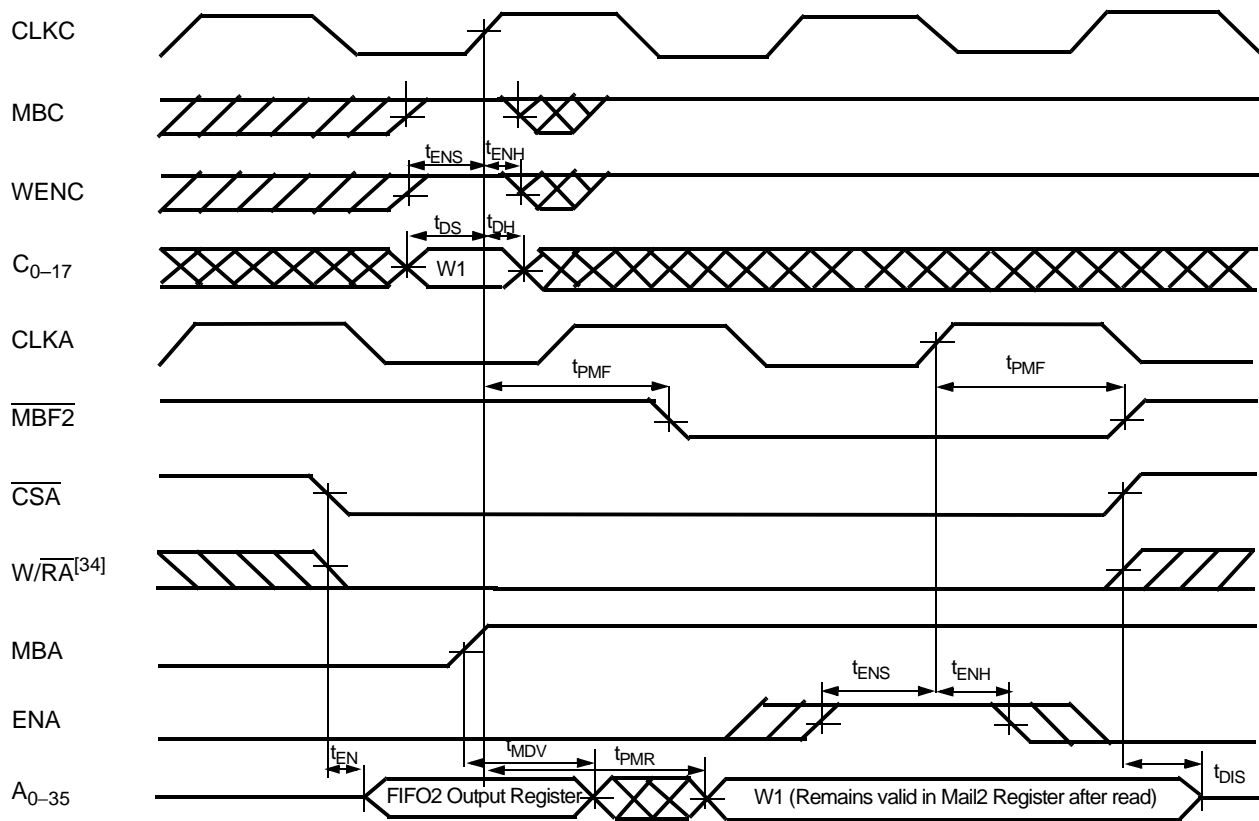 CLKC
MBC
tENS tENH
WENC
tDS tDH
C0–17 W1
CLKA
tPMF tPMF
MBF2
CSA
W/RA[34]
MBA
tENS tENH
ENA
tEN tMDV tPMR tDIS
A0–35 FIFO2 Output Register W1 (Remains valid in Mail2 Register after read)